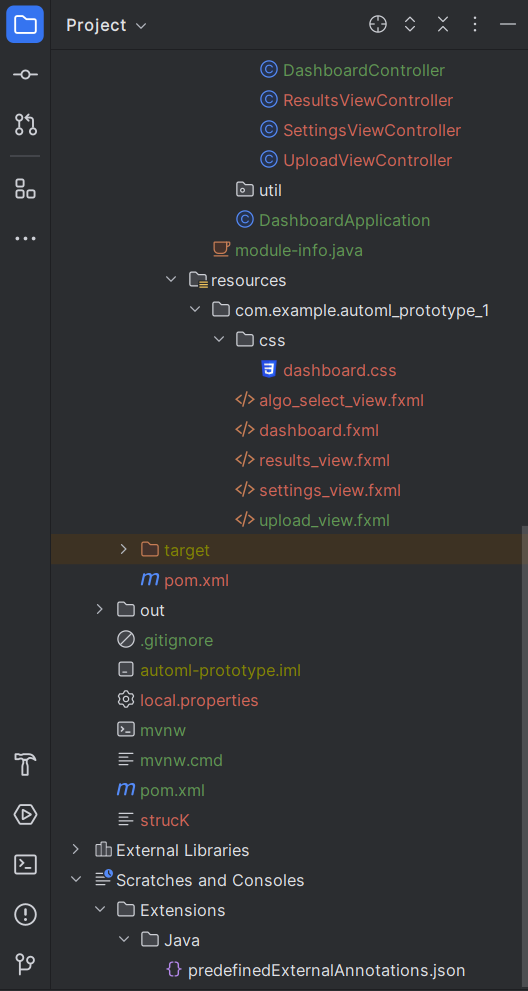 Project
DashboardController
ResultsViewController
SettingsViewController
UploadViewController
util
DashboardApplication
module-info.java
resources
com.example.automl_prototype_1
css
dashboard.css
algo_select_view.fxml
dashboard.fxml
results_view.fxml
settings_view.fxml
upload_view.fxml
target
pom.xml
out
.gitignore
automl-prototype.iml
local.properties
mvnw
mvnw.cmd
pom.xml
strucK
External Libraries
Scratches and Consoles
Extensions
Java
predefinedExternalAnnotations.json